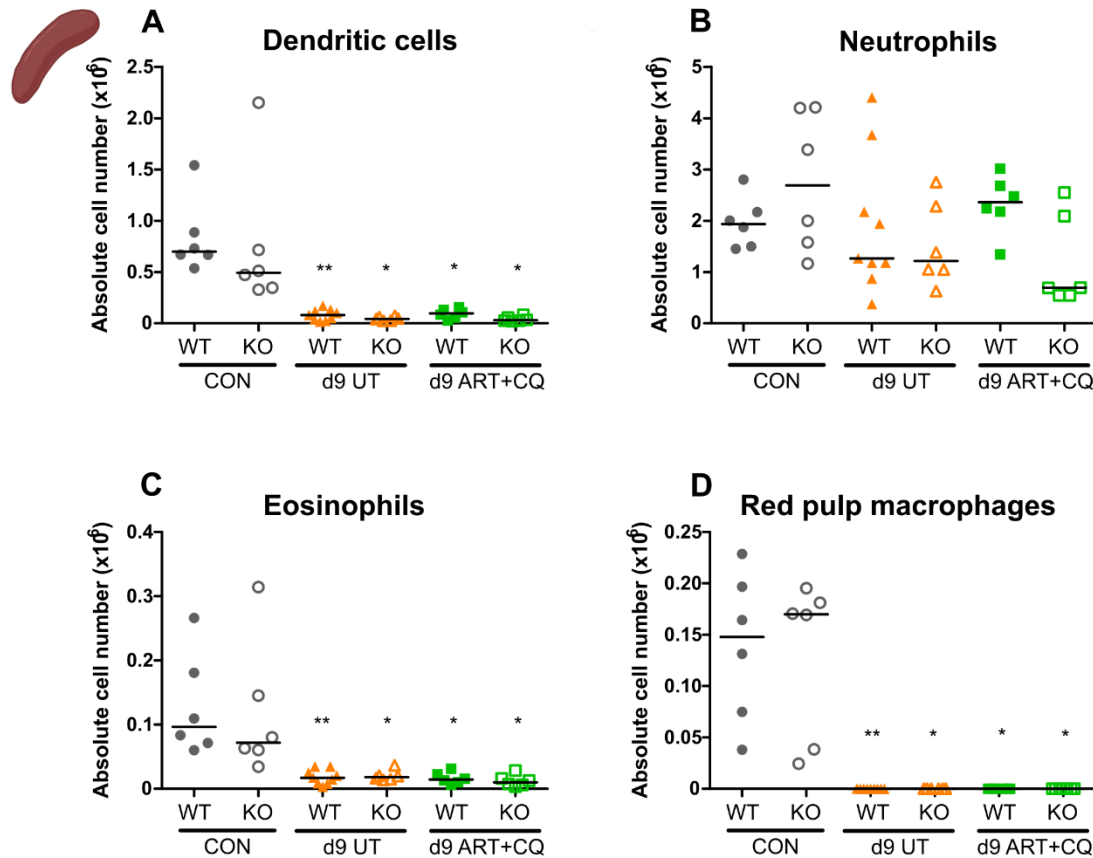 A
Dendritic cells
Absolute cell number (x10⁶)
2.5
2.0
1.5
1.0
0.5
0
** * * *
WT KO WT KO WT KO
CON d9 UT d9 ART+CQ
B
Neutrophils
Absolute cell number (x10⁶)
5
4
3
2
1
0
WT KO WT KO WT KO
CON d9 UT d9 ART+CQ
C
Eosinophils
Absolute cell number (x10⁶)
0.4
0.3
0.2
0.1
0
** * * *
WT KO WT KO WT KO
CON d9 UT d9 ART+CQ
D
Red pulp macrophages
Absolute cell number (x10⁶)
0.25
0.20
0.15
0.10
0.05
0
** * * *
WT KO WT KO WT KO
CON d9 UT d9 ART+CQ